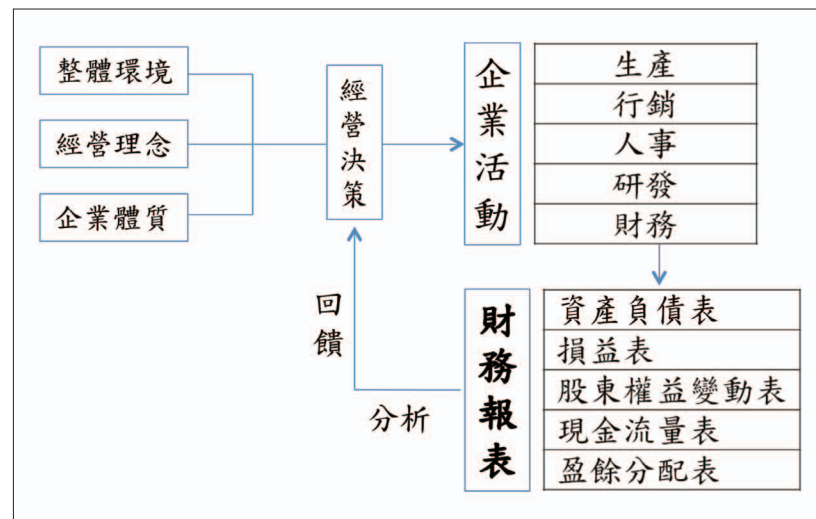 整體環境
經營理念
企業體質
經營決策
企業活動
生產
行銷
人事
研發
財務
回饋
分析
財務報表
資產負債表
損益表
股東權益變動表
現金流量表
盈餘分配表